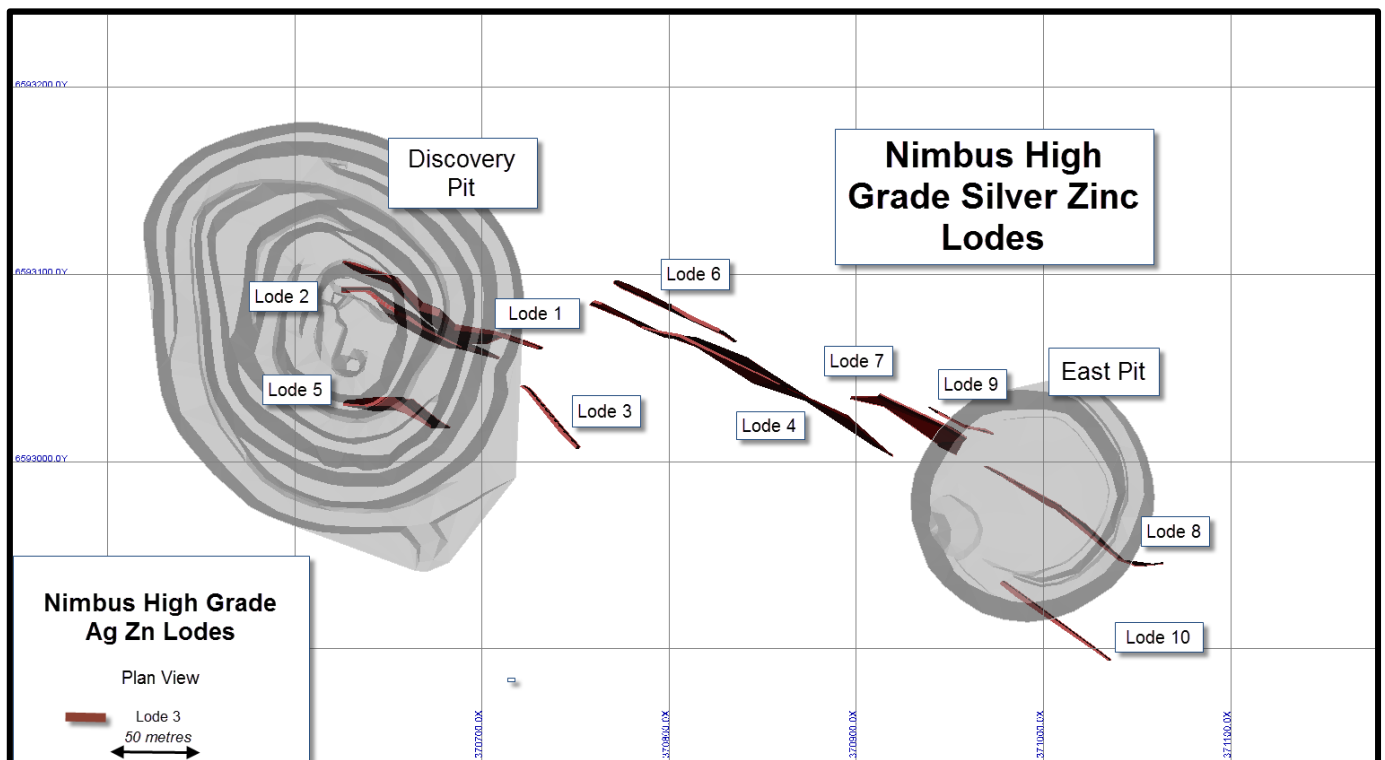 6593200.0Y
Discovery
Pit
Nimbus High
Grade Silver Zinc
Lodes
6593100.0Y
Lode 6
Lode 2
Lode 1
Lode 7
East Pit
Lode 9
Lode 5
Lode 3
Lode 4
6593000.0Y
Lode 8
Nimbus High Grade
Ag Zn Lodes
Lode 10
Plan View
Lode 3
50 metres
370700.0X
370800.0X
370900.0X
371000.0X
371100.0X